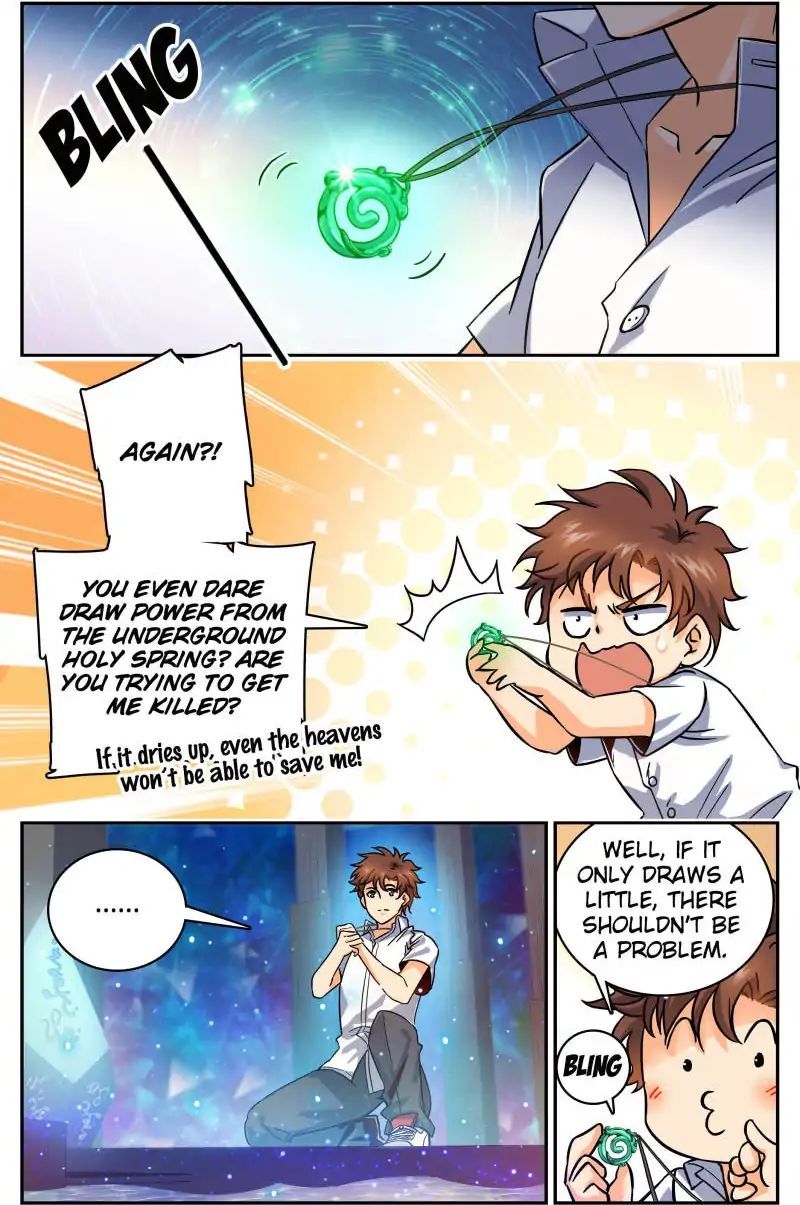 BLING
AGAIN?!
YOU EVEN DARE
DRAW POWER FROM
THE UNDERGROUND
HOLY SPRING? ARE
YOU TRYING TO GET
ME KILLED?
If it dries up, even the heavens
won't be able to save me!
......
WELL, IF IT
ONLY DRAWS A
LITTLE, THERE
SHOULDN'T BE
A PROBLEM.
BLING